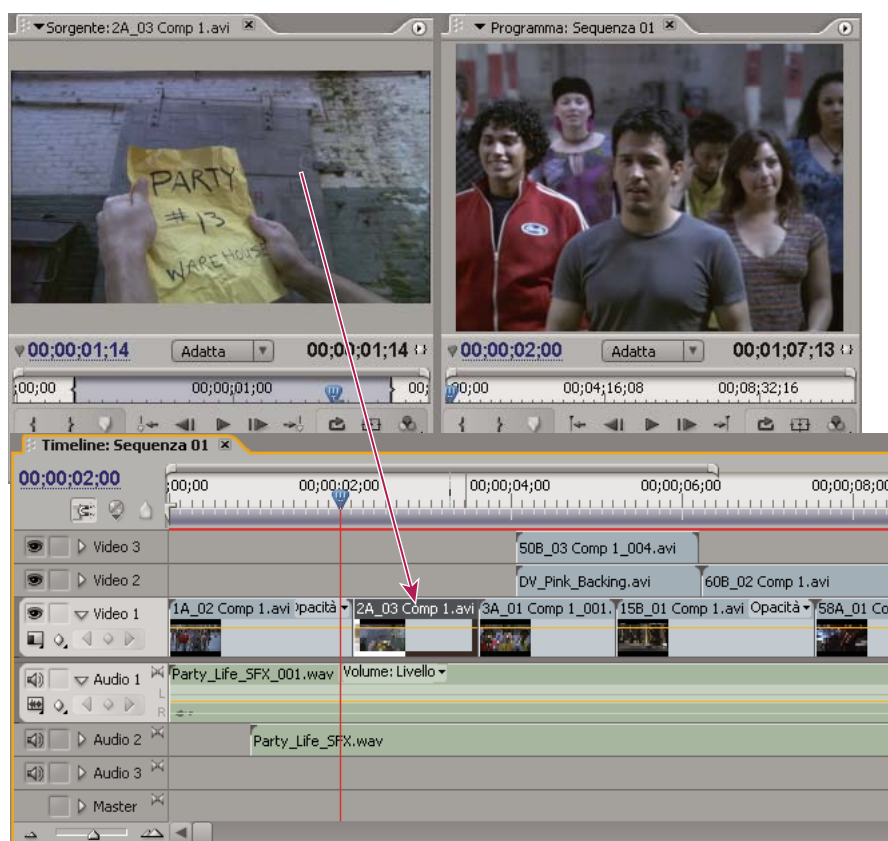 Sorgente: 2A_03 Comp 1.avi
Programma: Sequenza 01
PARTY
# 13
WAREHOUSE
00;00;01;14
Adatta
00;00;01;14
00;00;02;00
Adatta
00;01;07;13
;00;00
00;00;01;00
00;
00;00
00;04;16;08
00;08;32;16
Timeline: Sequenza 01
00;00;02;00
;00;00
00;00;02;00
00;00;04;00
00;00;06;00
00;00;08;00
Video 3
50B_03 Comp 1_004.avi
Video 2
DV_Pink_Backing.avi
60B_02 Comp 1.avi
Video 1
1A_02 Comp 1.avi
pacità
2A_03 Comp 1.avi
3A_01 Comp 1_001.
15B_01 Comp 1.avi
Opacità
58A_01 Co
Audio 1
Party_Life_SFX_001.wav
Volume: Livello
L
R
Audio 2
Party_Life_SFX.wav
Audio 3
Master